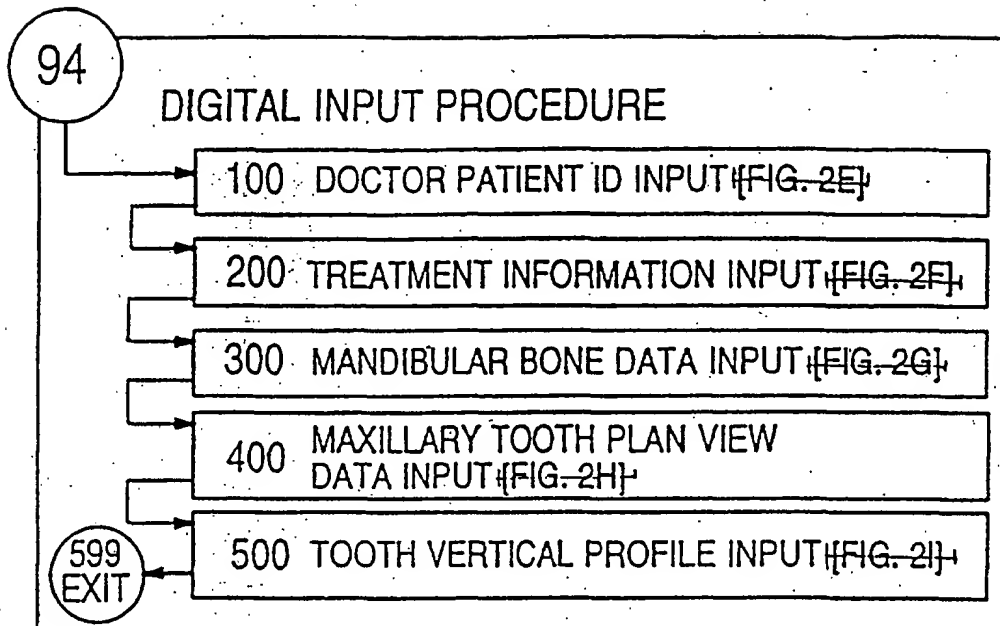 94
DIGITAL INPUT PROCEDURE
100 DOCTOR PATIENT ID INPUT {FIG. 2E}
200 TREATMENT INFORMATION INPUT {FIG. 2F}
300 MANDIBULAR BONE DATA INPUT {FIG. 2G}
400 MAXILLARY TOOTH PLAN VIEW
DATA INPUT {FIG. 2H}
500 TOOTH VERTICAL PROFILE INPUT {FIG. 2I}
599
EXIT